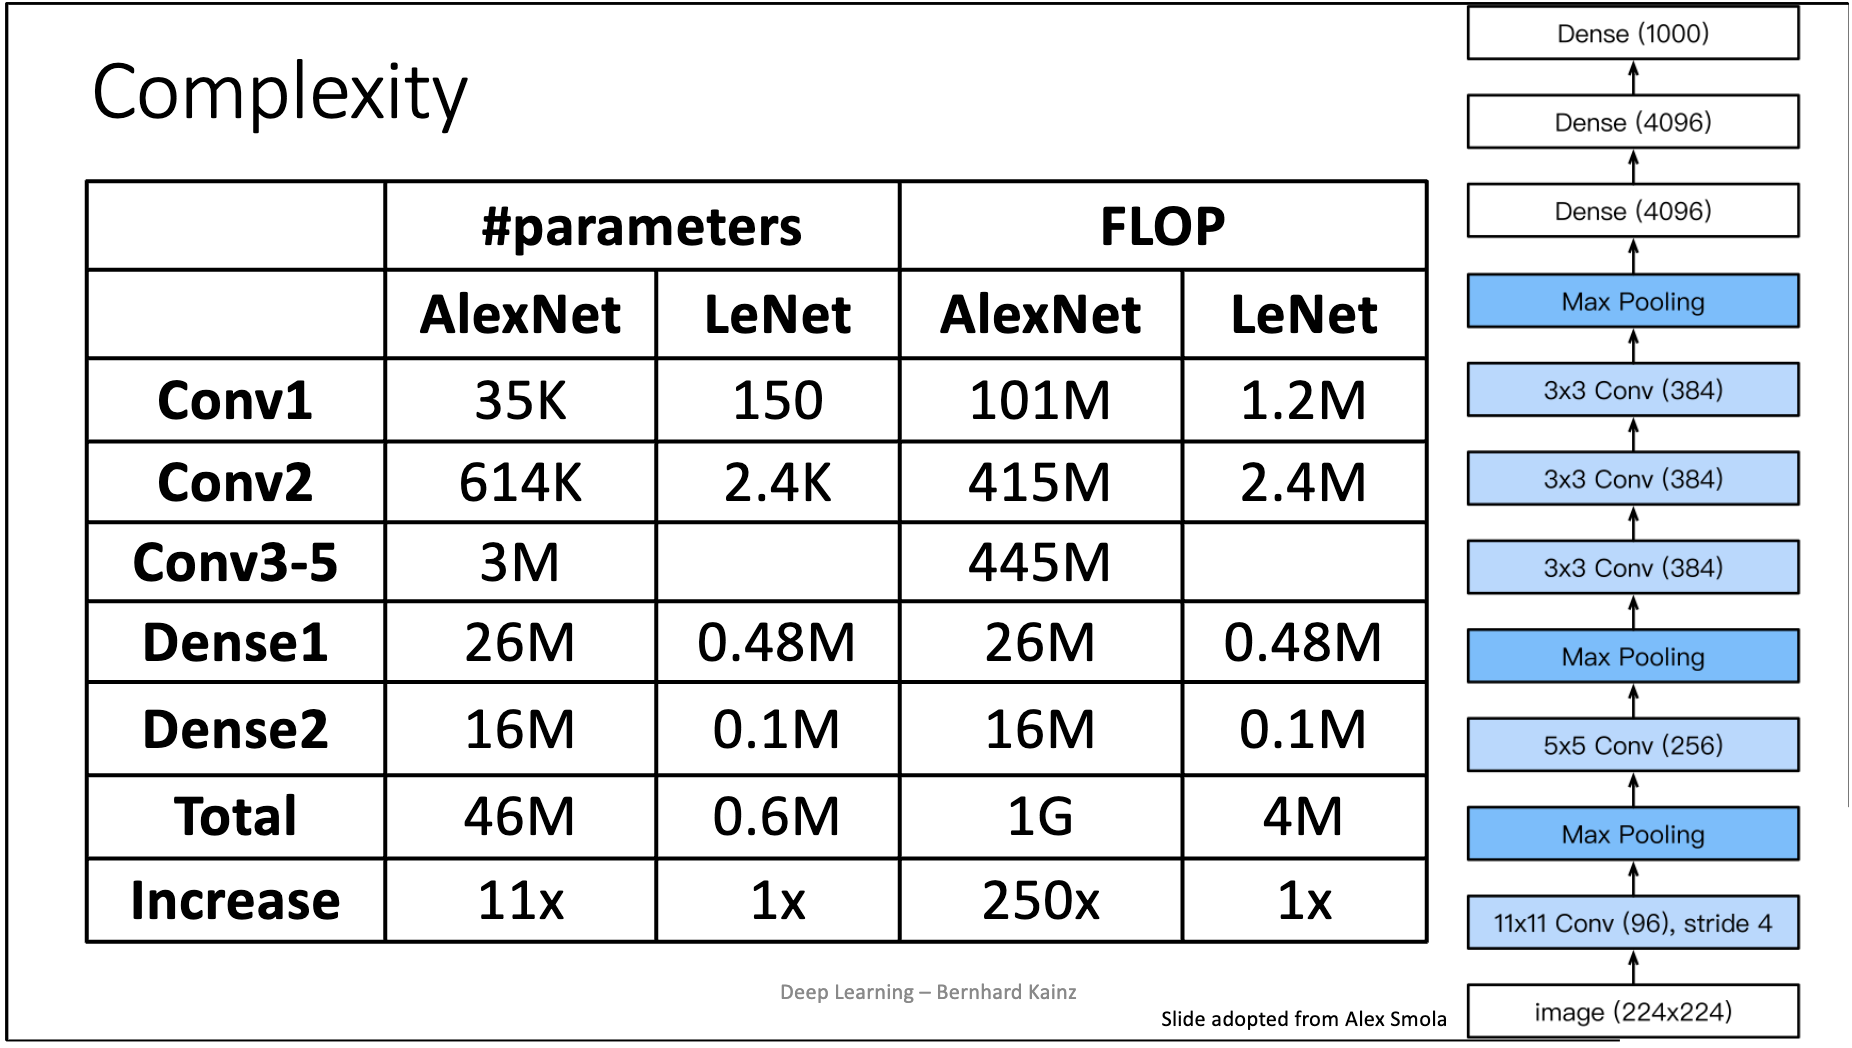 Complexity
#parameters FLOP
AlexNet LeNet AlexNet LeNet
Conv1 35K 150 101M 1.2M
Conv2 614K 2.4K 415M 2.4M
Conv3-5 3M 445M
Dense1 26M 0.48M 26M 0.48M
Dense2 16M 0.1M 16M 0.1M
Total 46M 0.6M 1G 4M
Increase 11x 1x 250x 1x
Deep Learning – Bernhard Kainz
Slide adopted from Alex Smola
Dense (1000)
Dense (4096)
Dense (4096)
Max Pooling
3x3 Conv (384)
3x3 Conv (384)
3x3 Conv (384)
Max Pooling
5x5 Conv (256)
Max Pooling
11x11 Conv (96), stride 4
image (224x224)